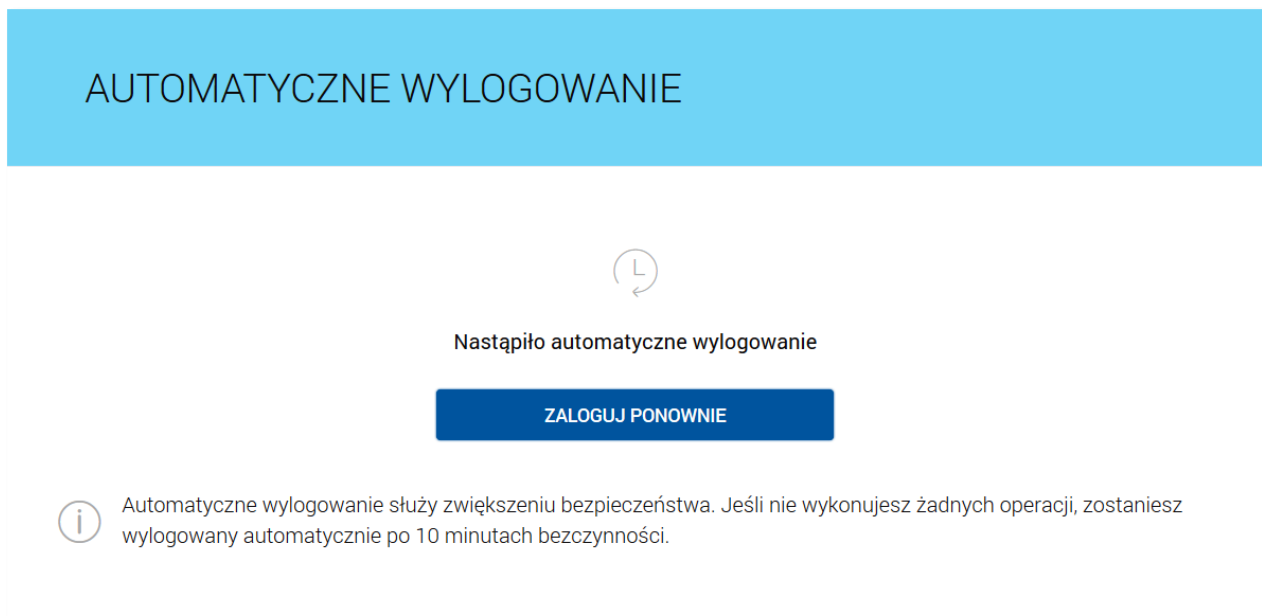 AUTOMATYCZNE WYLOGOWANIE
Nastąpiło automatyczne wylogowanie
ZALOGUJ PONOWNIE
Automatyczne wylogowanie służy zwiększeniu bezpieczeństwa. Jeśli nie wykonujesz żadnych operacji, zostaniesz
wylogowany automatycznie po 10 minutach bezczynności.